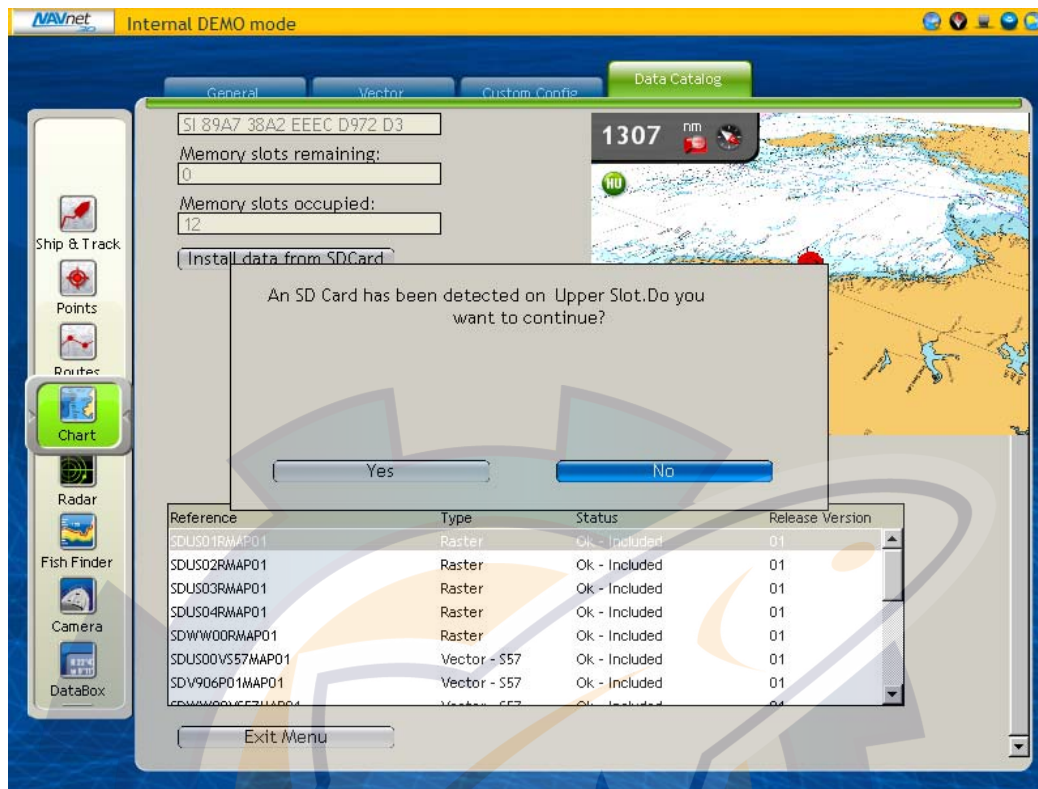 NAVnet
3D
Internal DEMO mode
General Vector Custom Config Data Catalog
SI 89A7 38A2 EEEC D972 D3
Memory slots remaining:
0
Memory slots occupied:
12
Install data from SDCard
1307 nm
HU
An SD Card has been detected on Upper Slot.Do you
want to continue?
Yes No
Ship & Track
Points
Routes
Chart
Radar
Fish Finder
Camera
DataBox
Reference Type Status Release Version
SDUS01RMAP01 Raster Ok - Included 01
SDUS02RMAP01 Raster Ok - Included 01
SDUS03RMAP01 Raster Ok - Included 01
SDUS04RMAP01 Raster Ok - Included 01
SDWW00RMAP01 Raster Ok - Included 01
SDUS00VS57MAP01 Vector - S57 Ok - Included 01
SDV906P01MAP01 Vector - S57 Ok - Included 01
Exit Menu